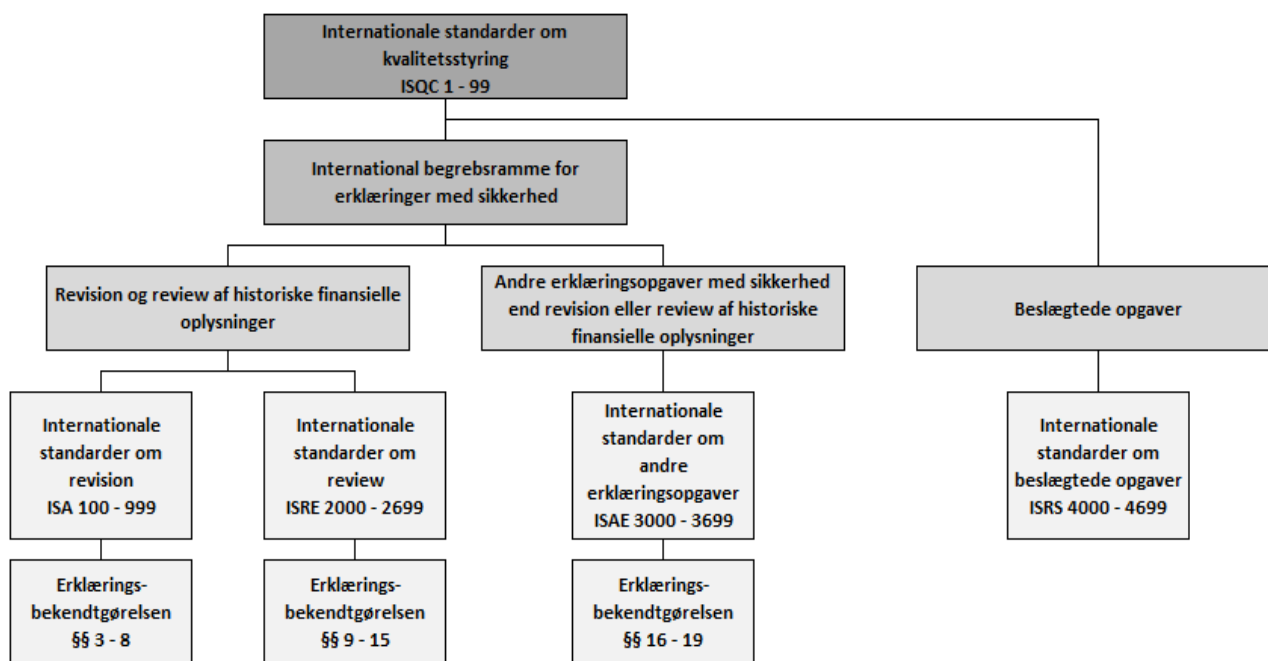 Internationale standarder om
kvalitetsstyring
ISQC 1 - 99
International begrebsramme for
erklæringer med sikkerhed
Revision og review af historiske finansielle
oplysninger
Andre erklæringsopgaver med sikkerhed
end revision eller review af historiske
finansielle oplysninger
Beslægtede opgaver
Internationale
standarder om
revision
ISA 100 - 999
Internationale
standarder om
review
ISRE 2000 - 2699
Internationale
standarder om
andre
erklæringsopgaver
ISAE 3000 - 3699
Internationale
standarder om
beslægtede opgaver
ISRS 4000 - 4699
Erklærings-
bekendtgørelsen
§§ 3 - 8
Erklærings-
bekendtgørelsen
§§ 9 - 15
Erklærings-
bekendtgørelsen
§§ 16 - 19